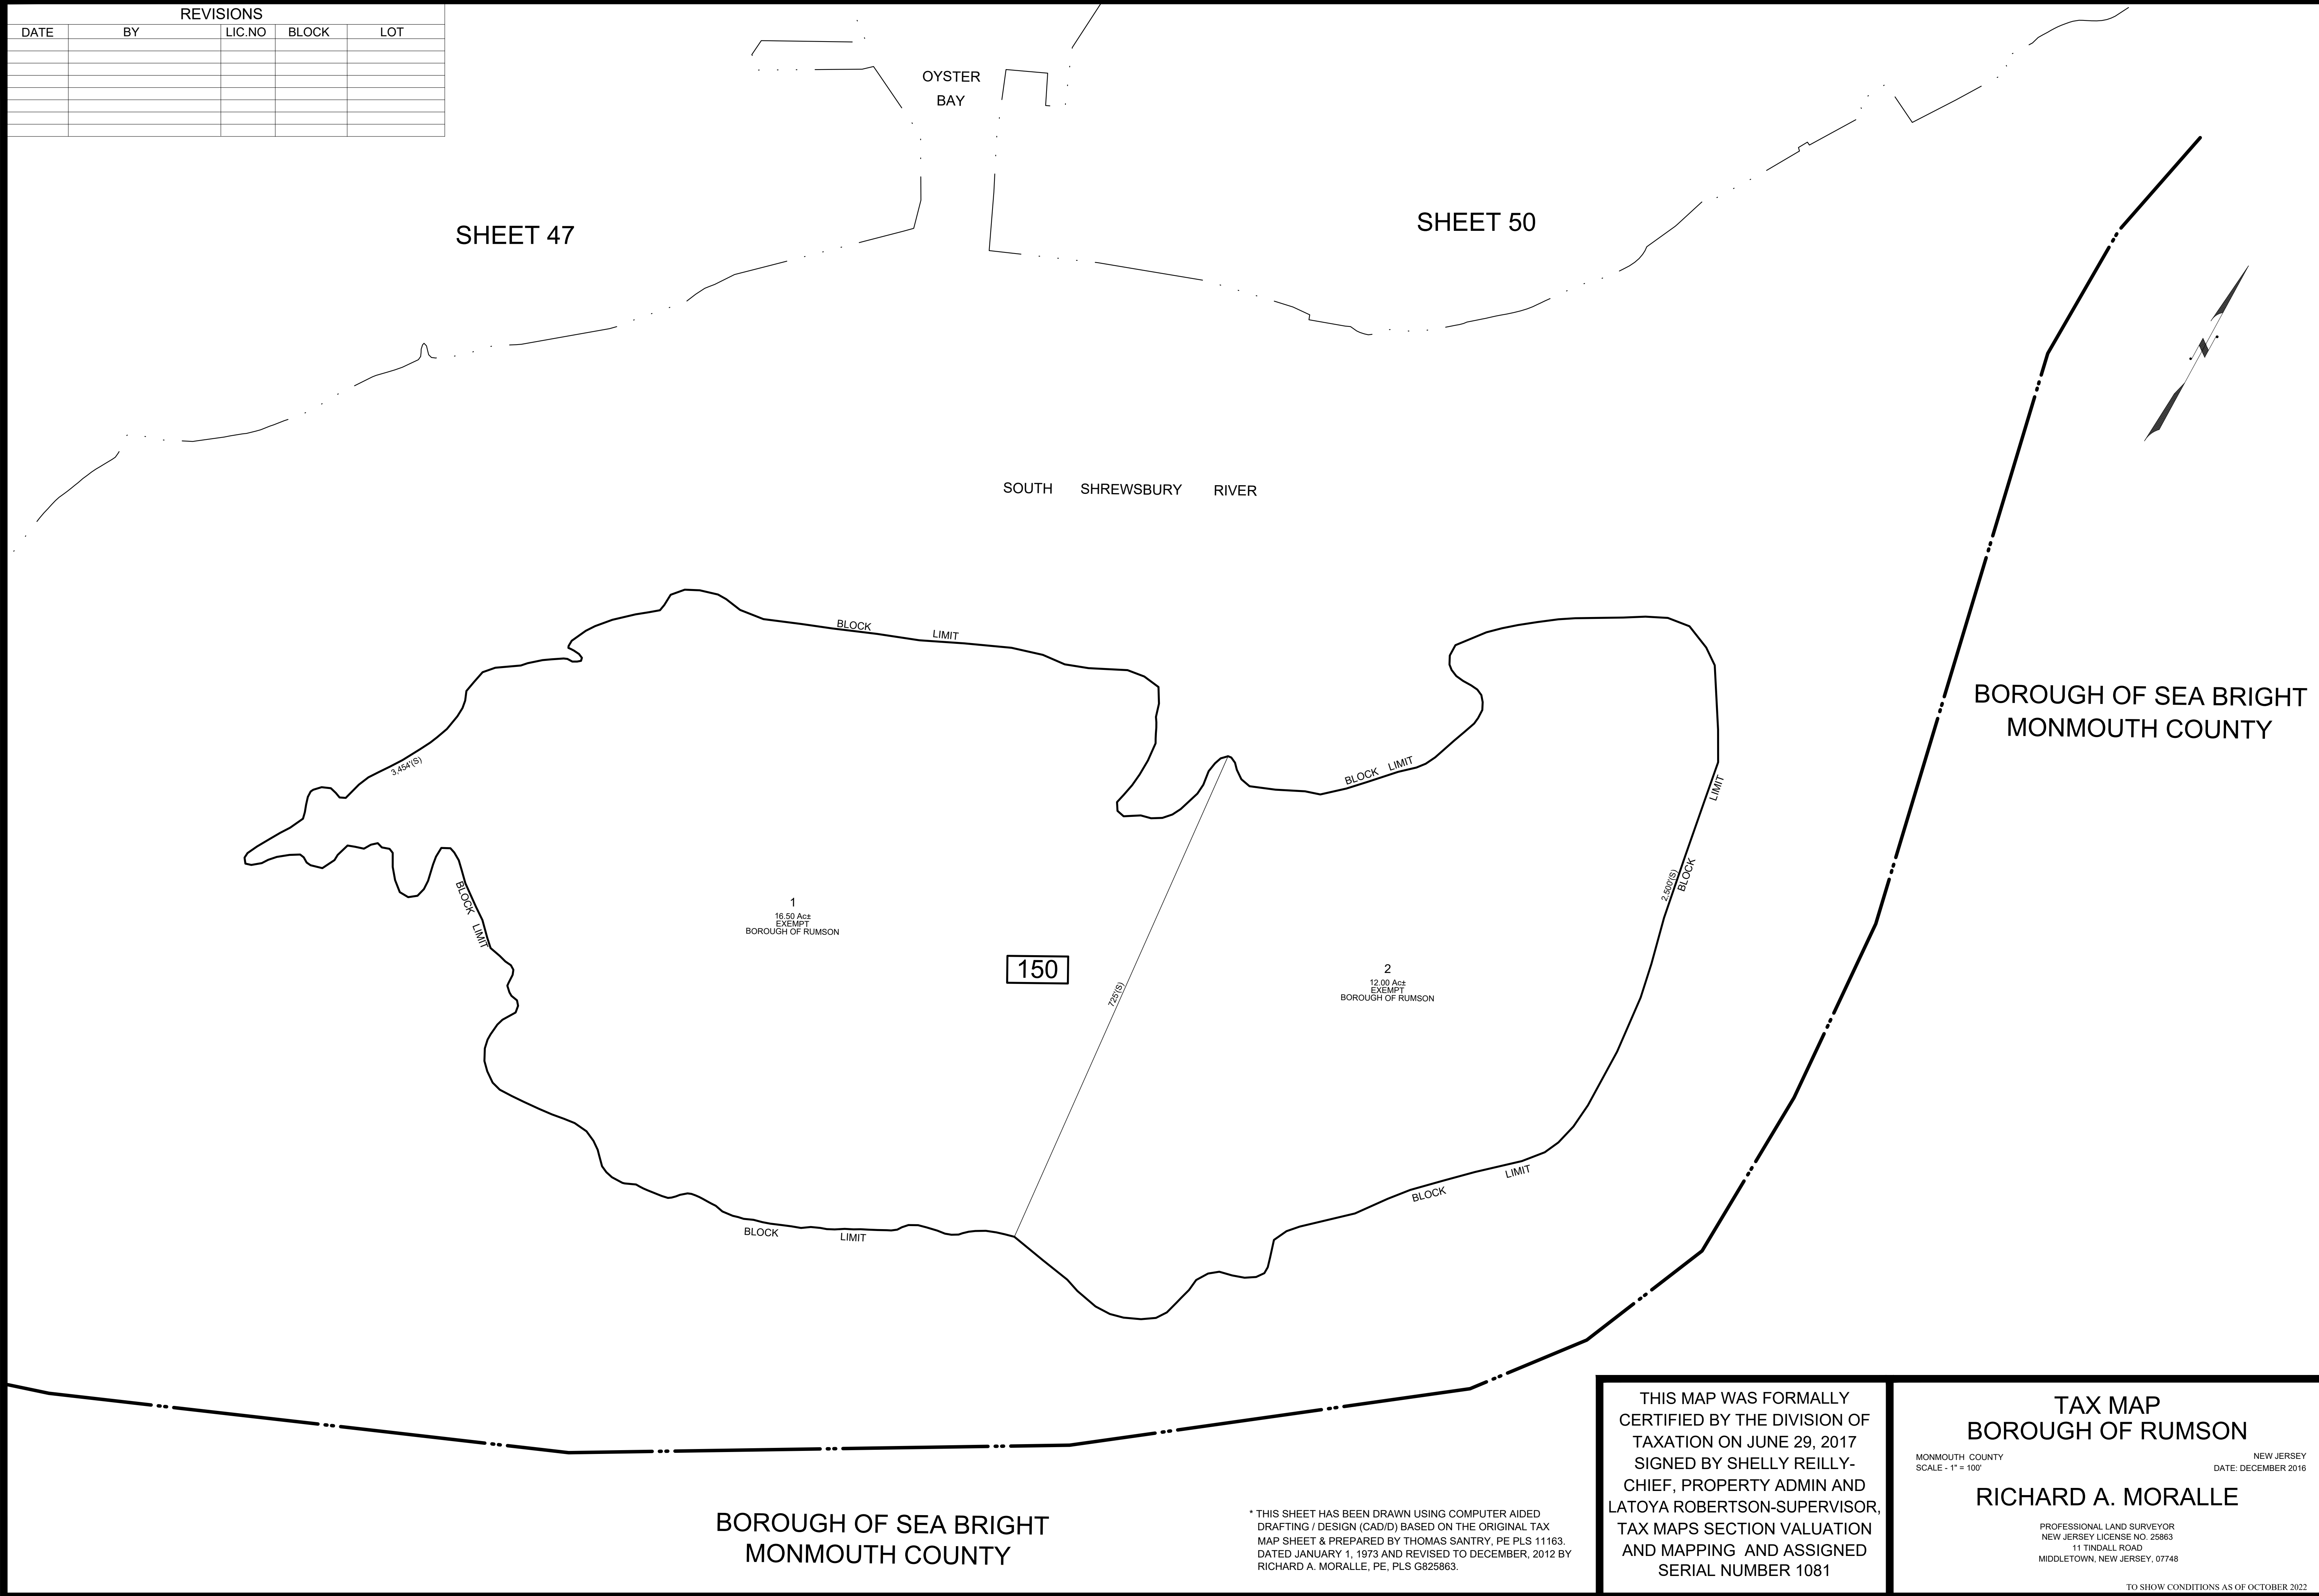 REVISIONS
DATE BY LIC.NO BLOCK LOT
OYSTER
BAY
SHEET 47
SHEET 50
SOUTH SHREWSBURY RIVER
BLOCK LIMIT
3,454'(S)
BLOCK LIMIT
BLOCK LIMIT
BLOCK LIMIT
2,500'(S)
BOROUGH OF SEA BRIGHT
MONMOUTH COUNTY
1
16.50 Ac±
EXEMPT
BOROUGH OF RUMSON
150
725'(S)
2
12.00 Ac±
EXEMPT
BOROUGH OF RUMSON
BLOCK LIMIT
BLOCK LIMIT
BOROUGH OF SEA BRIGHT
MONMOUTH COUNTY
* THIS SHEET HAS BEEN DRAWN USING COMPUTER AIDED
DRAFTING / DESIGN (CAD/D) BASED ON THE ORIGINAL TAX
MAP SHEET & PREPARED BY THOMAS SANTRY, PE PLS 11163.
DATED JANUARY 1, 1973 AND REVISED TO DECEMBER, 2012 BY
RICHARD A. MORALLE, PE, PLS G825863.
THIS MAP WAS FORMALLY
CERTIFIED BY THE DIVISION OF
TAXATION ON JUNE 29, 2017
SIGNED BY SHELLY REILLY-
CHIEF, PROPERTY ADMIN AND
LATOYA ROBERTSON-SUPERVISOR,
TAX MAPS SECTION VALUATION
AND MAPPING AND ASSIGNED
SERIAL NUMBER 1081
TAX MAP
BOROUGH OF RUMSON
MONMOUTH COUNTY NEW JERSEY
SCALE - 1" = 100' DATE: DECEMBER 2016
RICHARD A. MORALLE
PROFESSIONAL LAND SURVEYOR
NEW JERSEY LICENSE NO. 25863
11 TINDALL ROAD
MIDDLETOWN, NEW JERSEY, 07748
TO SHOW CONDITIONS AS OF OCTOBER 2022